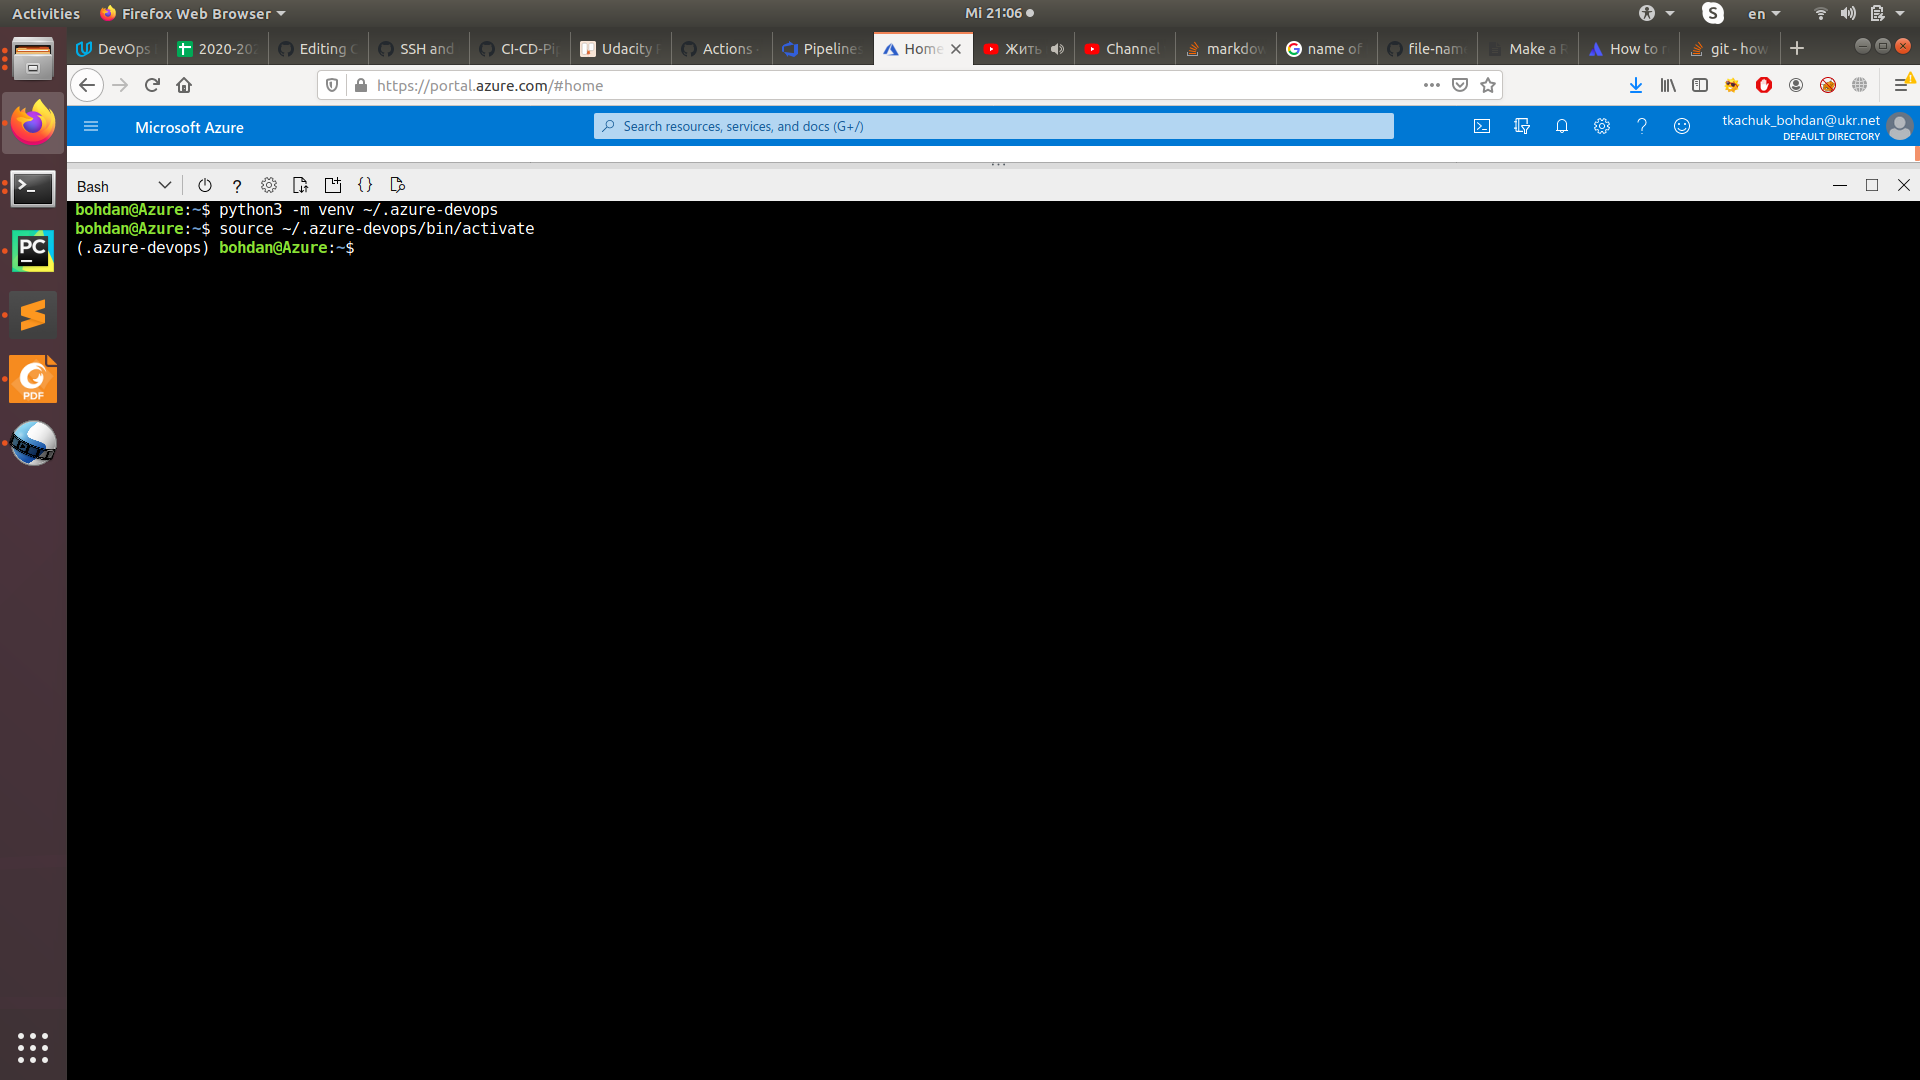 Activities Firefox Web Browser Mi 21:06 en
DevOps 2020-202 Editing C SSH and CI-CD-Pi Udacity Actions - Pipelines Home Жить Channel markdow name of file-nam Make a R How to r git - how
https://portal.azure.com/#home
Microsoft Azure Search resources, services, and docs (G+/) tkachuk_bohdan@ukr.net
DEFAULT DIRECTORY
Bash
bohdan@Azure:~$ python3 -m venv ~/.azure-devops
bohdan@Azure:~$ source ~/.azure-devops/bin/activate
(.azure-devops) bohdan@Azure:~$
PC
PDF